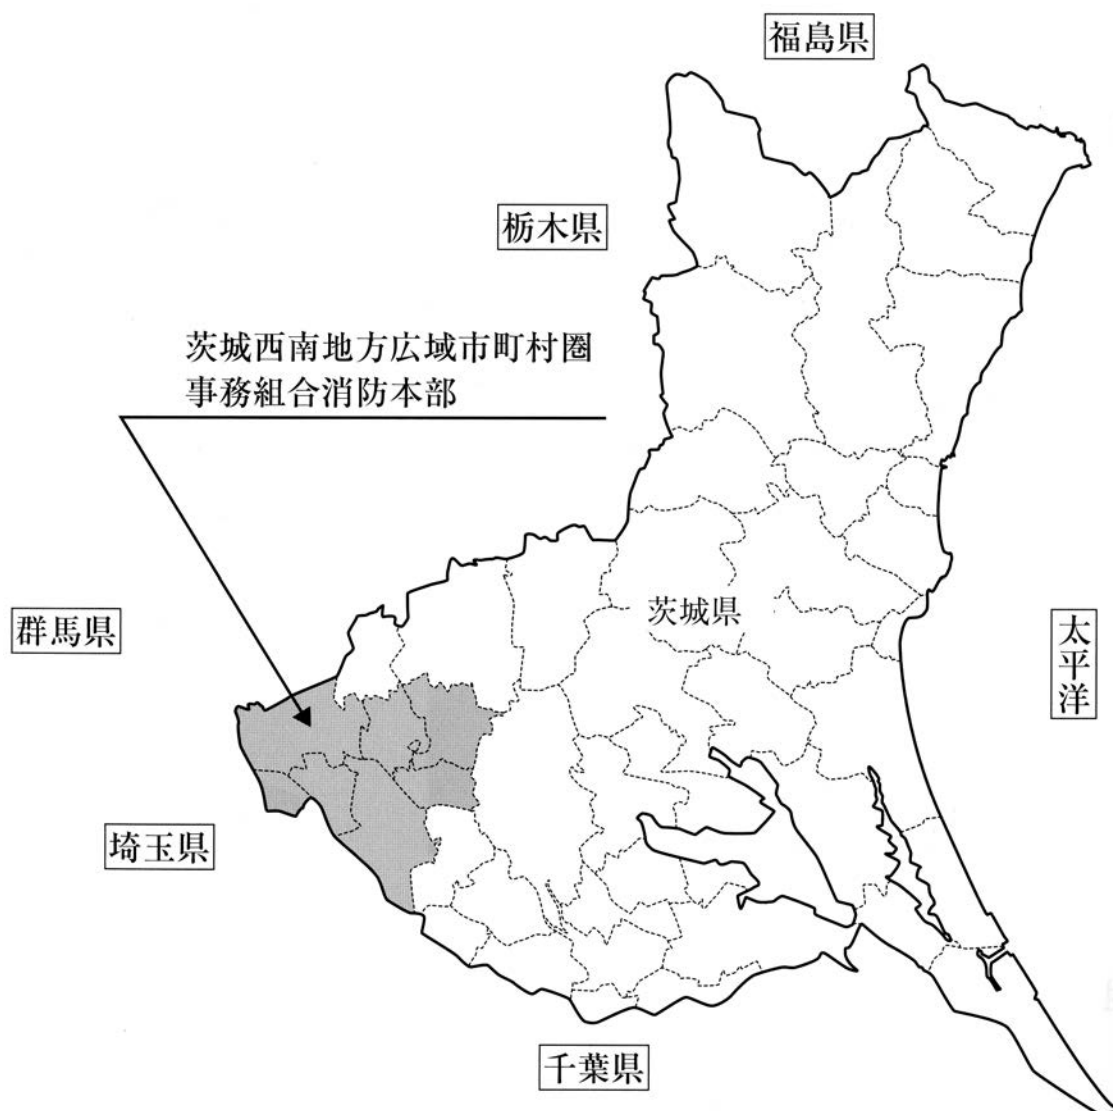 福島県
栃木県
茨城西南地方広域市町村圏
事務組合消防本部
茨城県
群馬県
太平洋
埼玉県
千葉県